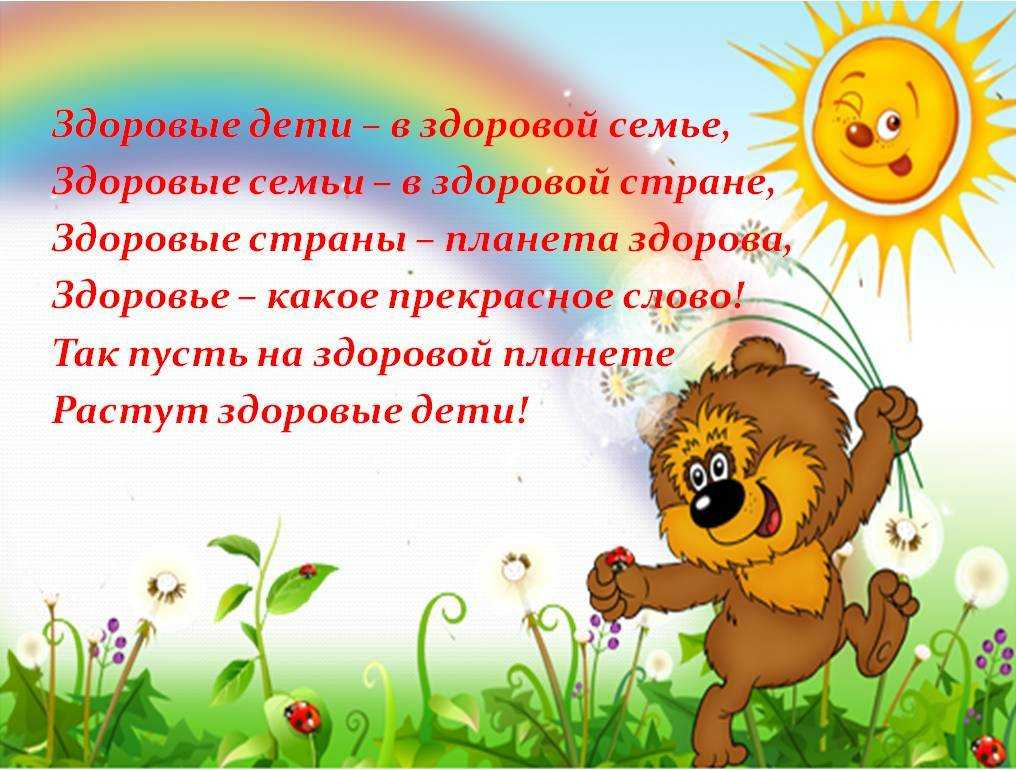 Здоровые дети – в здоровой семье,
Здоровые семьи – в здоровой стране,
Здоровые страны – планета здорова,
Здоровье – какое прекрасное слово!
Так пусть на здоровой планете
Растут здоровые дети!